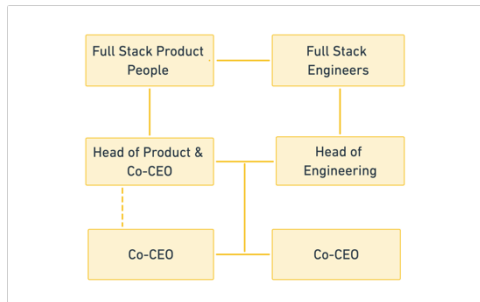 Full Stack Product
People
Full Stack
Engineers
Head of Product &
Co-CEO
Head of
Engineering
Co-CEO
Co-CEO